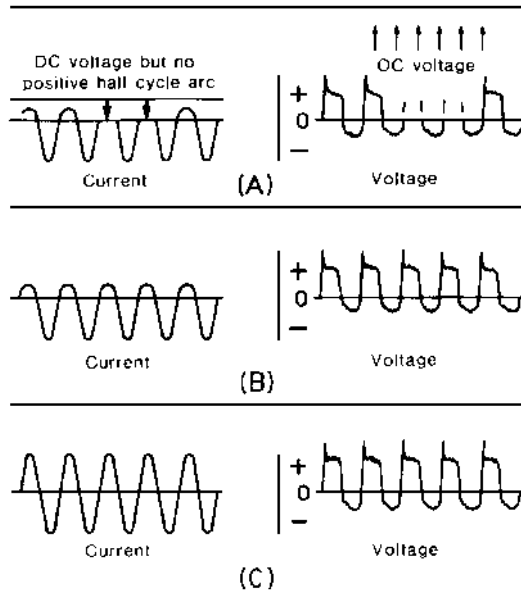 DC voltage but no
positive hall cycle arc
OC voltage
+
0
−
Current
(A)
Voltage
+
0
−
Current
(B)
Voltage
+
0
−
Current
(C)
Voltage